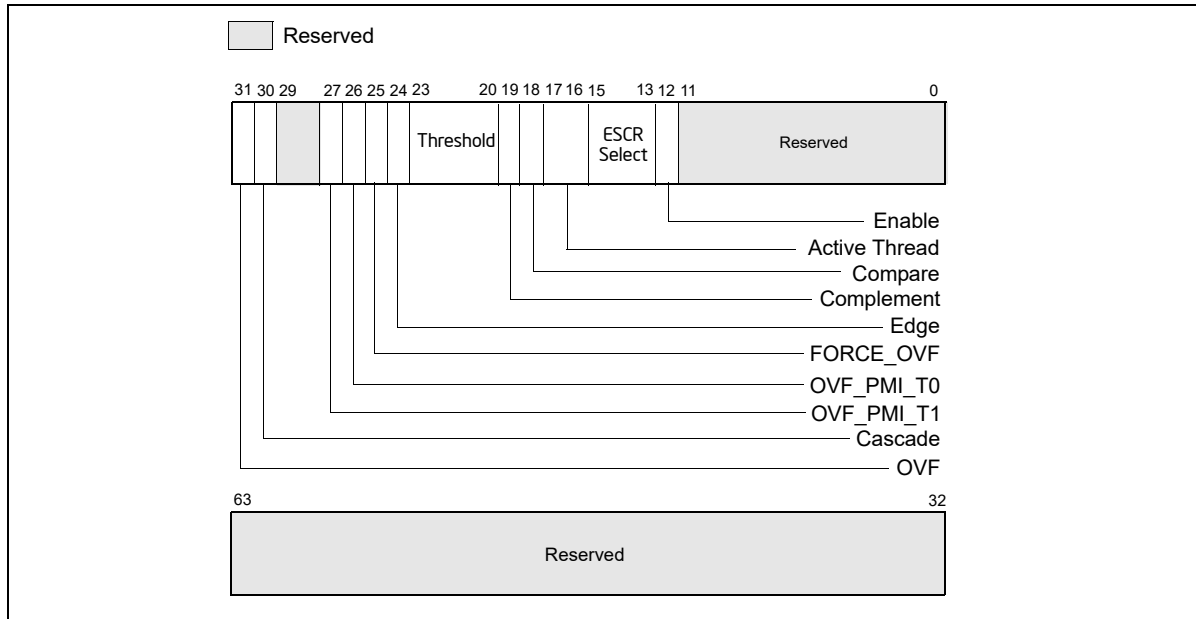 Reserved
31 30 29 27 26 25 24 23 20 19 18 17 16 15 13 12 11 0
Threshold
ESCR
Select
Reserved
Enable
Active Thread
Compare
Complement
Edge
FORCE_OVF
OVF_PMI_T0
OVF_PMI_T1
Cascade
OVF
63 32
Reserved